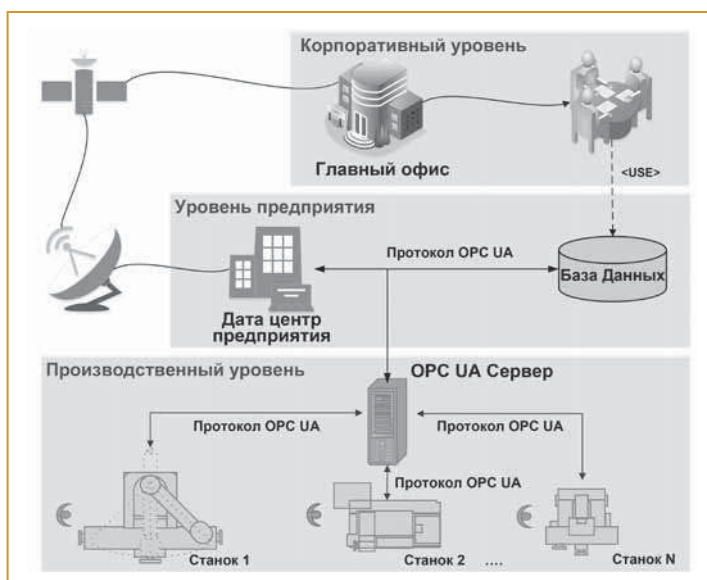 Корпоративный уровень
Главный офис
<USE>
Уровень предприятия
Протокол OPC UA
База Данных
Дата центр
предприятия
Производственный уровень
OPC UA Сервер
Протокол OPC UA
Протокол OPC UA
Протокол OPC UA
Станок 1
Станок 2
....
Станок N